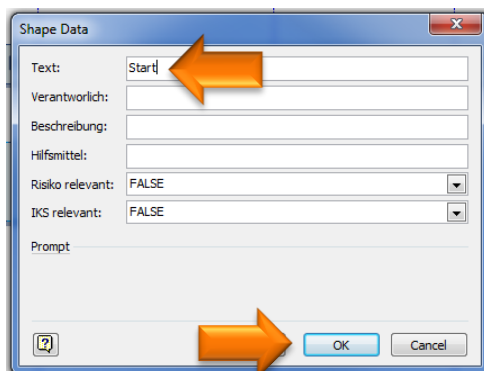 Shape Data
Text: Start
Verantworlich:
Beschreibung:
Hilfsmittel:
Risiko relevant: FALSE
IKS relevant: FALSE
Prompt
OK Cancel